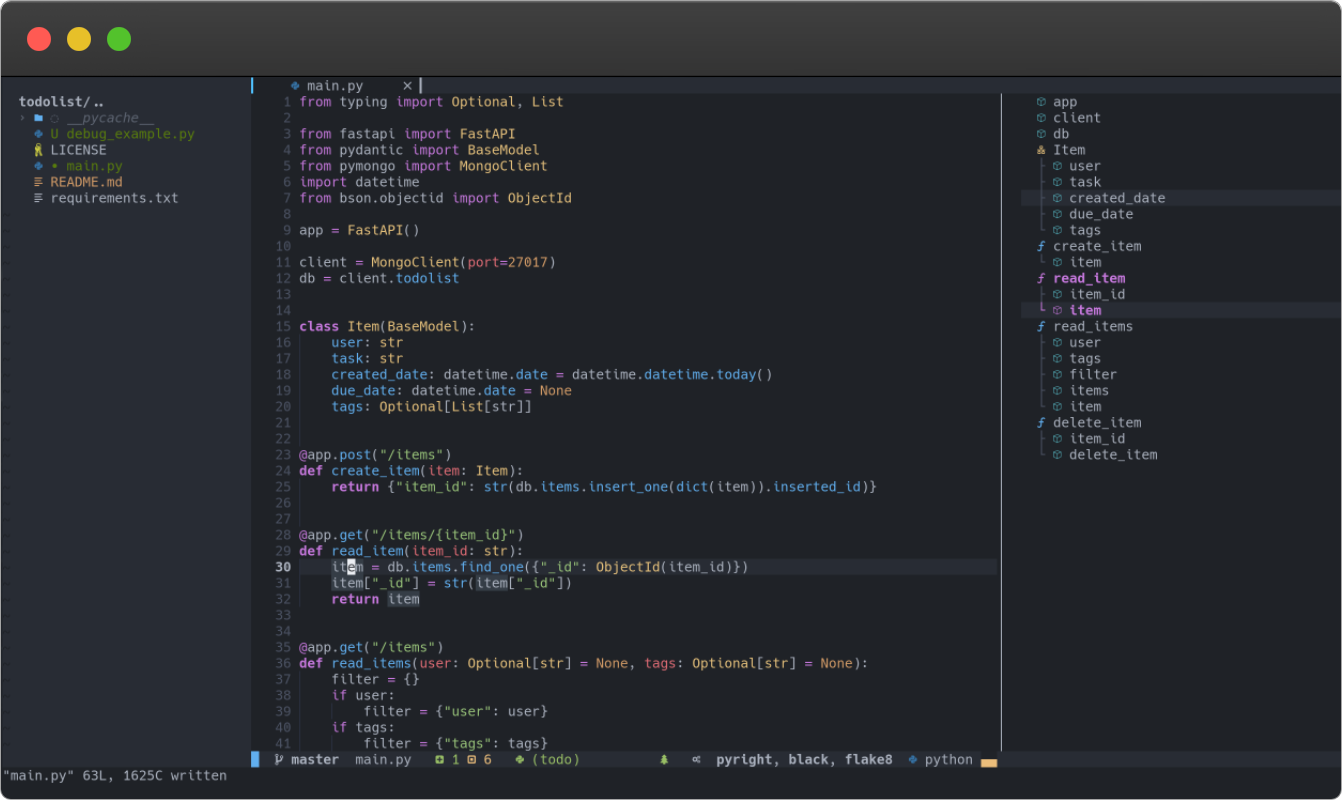 todolist/..
__pycache__
U debug_example.py
LICENSE
main.py
README.md
requirements.txt
main.py ×
1 from typing import Optional, List
2
3 from fastapi import FastAPI
4 from pydantic import BaseModel
5 from pymongo import MongoClient
6 import datetime
7 from bson.objectid import ObjectId
8
9 app = FastAPI()
10
11 client = MongoClient(port=27017)
12 db = client.todolist
13
14
15 class Item(BaseModel):
16     user: str
17     task: str
18     created_date: datetime.date = datetime.datetime.today()
19     due_date: datetime.date = None
20     tags: Optional[List[str]]
21
22
23 @app.post("/items")
24 def create_item(item: Item):
25     return {"item_id": str(db.items.insert_one(dict(item)).inserted_id)}
26
27
28 @app.get("/items/{item_id}")
29 def read_item(item_id: str):
30     item = db.items.find_one({"_id": ObjectId(item_id)})
31     item["_id"] = str(item["_id"])
32     return item
33
34
35 @app.get("/items")
36 def read_items(user: Optional[str] = None, tags: Optional[str] = None):
37     filter = {}
38     if user:
39         filter = {"user": user}
40     if tags:
41         filter = {"tags": tags}
app
client
db
Item
user
task
created_date
due_date
tags
create_item
item
read_item
item_id
item
read_items
user
tags
filter
items
item
delete_item
item_id
delete_item
master main.py 1 6 (todo) pyright, black, flake8 python
"main.py" 63L, 1625C written